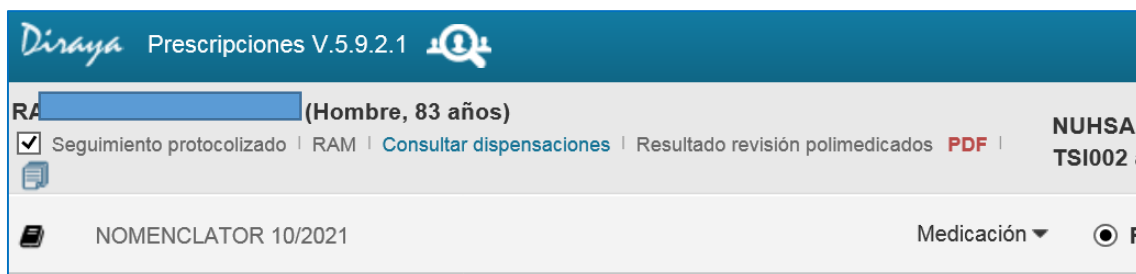 Diraya Prescripciones V.5.9.2.1
RA (Hombre, 83 años)
Seguimiento protocolizado | RAM | Consultar dispensaciones | Resultado revisión polimedicados PDF |
NUHSA
TSI002
NOMENCLATOR 10/2021 Medicación